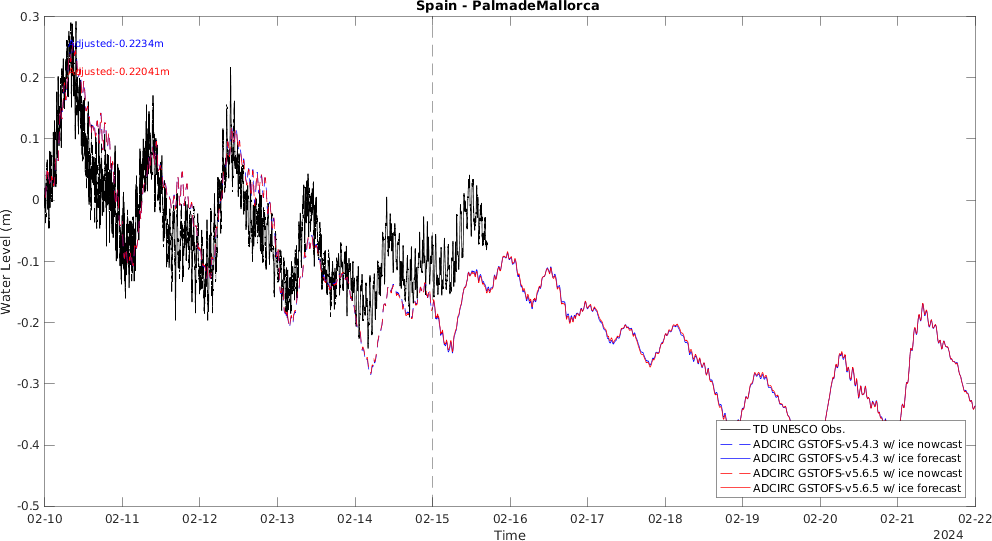 Spain - PalmadeMallorca
0.3
0.2
0.1
0
-0.1
-0.2
-0.3
-0.4
-0.5
Water Level (m)
Adjusted:-0.2234m
Adjusted:-0.22041m
TD UNESCO Obs.
ADCIRC GSTOFS-v5.4.3 w/ ice nowcast
ADCIRC GSTOFS-v5.4.3 w/ ice forecast
ADCIRC GSTOFS-v5.6.5 w/ ice nowcast
ADCIRC GSTOFS-v5.6.5 w/ ice forecast
02-10 02-11 02-12 02-13 02-14 02-15 02-16 02-17 02-18 02-19 02-20 02-21 02-22
Time
2024